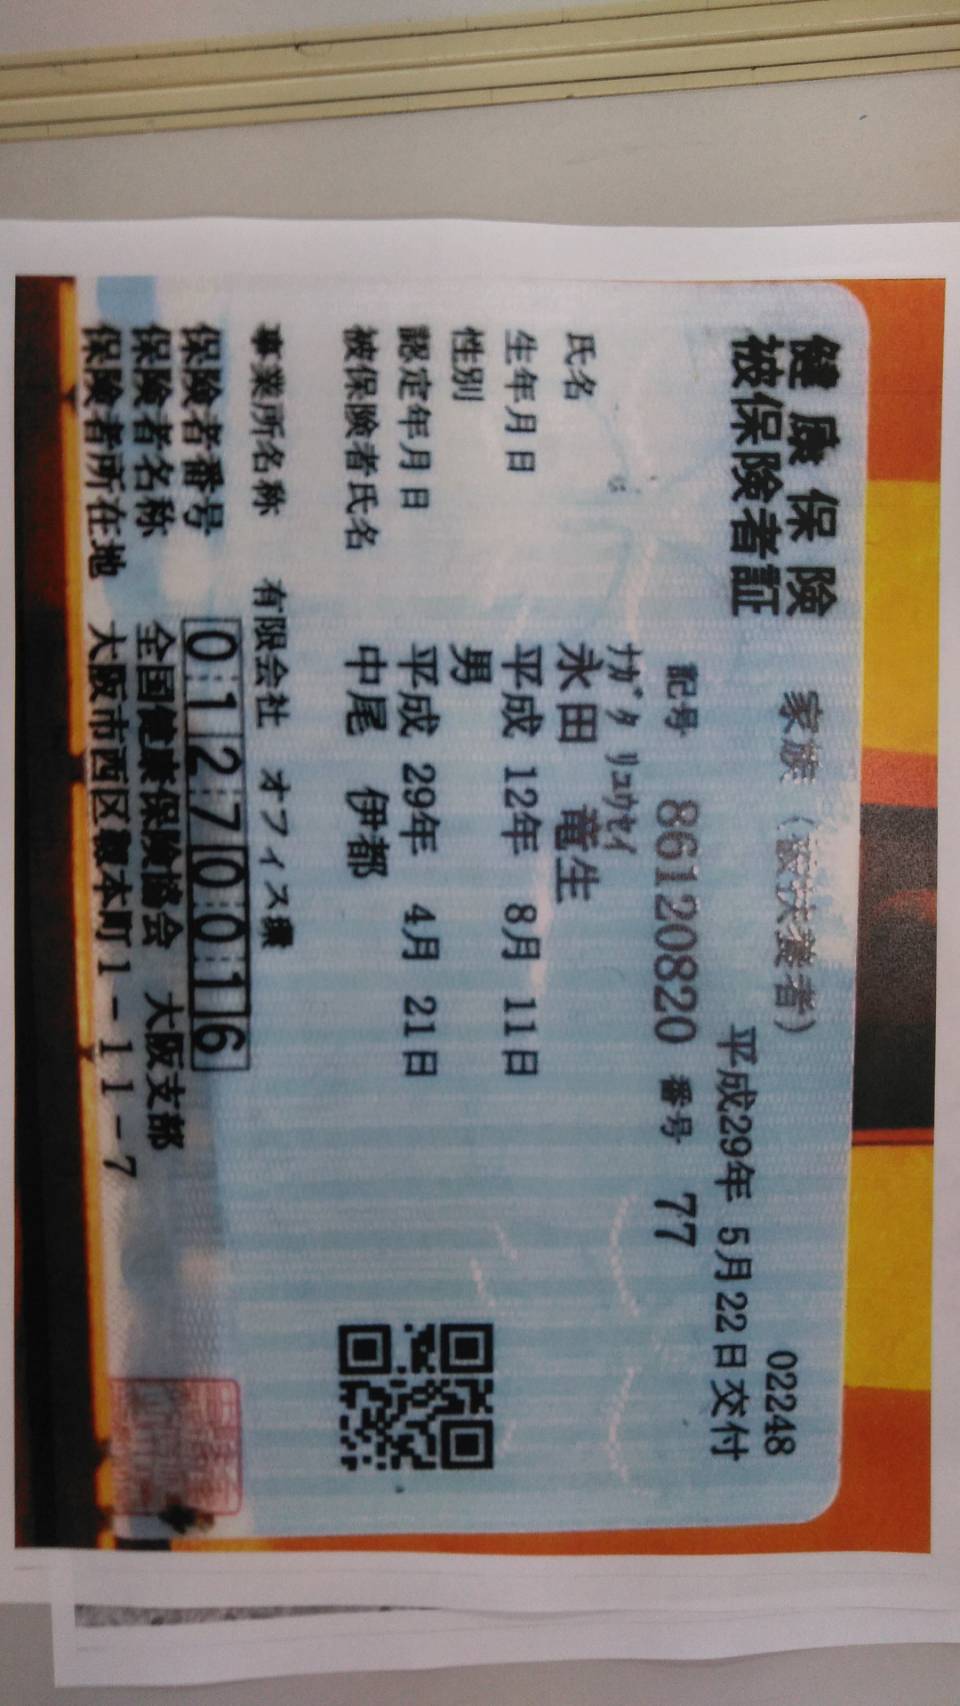 健康保険 家族（被扶養者） 02248
被保険者証 平成29年 5月22日交付
記号 86120820 番号 77
ﾅｶﾞﾀ ﾘﾕｳｾｲ
氏名 永田 竜生
生年月日 平成 12年 8月 11日
性別 男
認定年月日 平成 29年 4月 21日
被保険者氏名 中尾 伊都
事業所名称 有限会社 オフィス
保険者番号 01270016
保険者名称 全国健康保険協会 大阪支部
保険者所在地 大阪市西区靱本町1-11-7